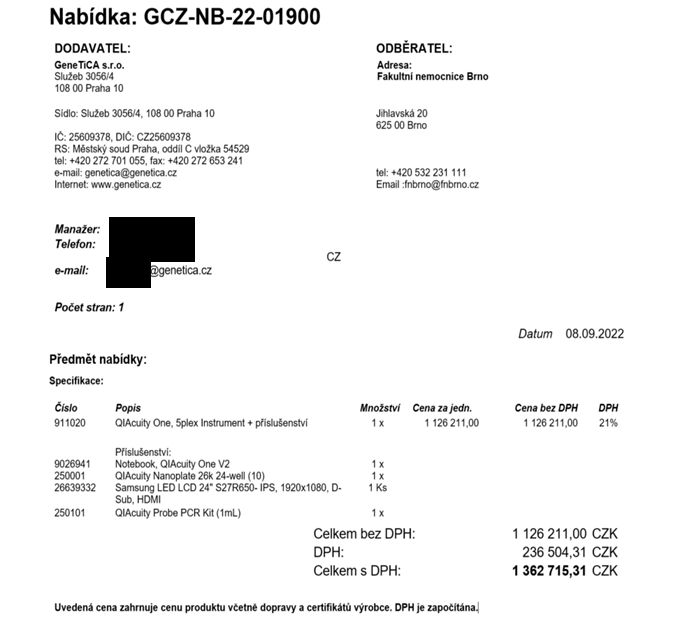 Nabídka: GCZ-NB-22-01900
DODAVATEL:
GeneTiCA s.r.o.
Služeb 3056/4
108 00 Praha 10
Sídlo: Služeb 3056/4, 108 00 Praha 10
IČ: 25609378, DIČ: CZ25609378
RS: Městský soud Praha, oddíl C vložka 54529
tel: +420 272 701 055, fax: +420 272 653 241
e-mail: genetica@genetica.cz
Internet: www.genetica.cz
ODBĚRATEL:
Adresa:
Fakultní nemocnice Brno
Jihlavská 20
625 00 Brno
tel: +420 532 231 111
Email :fnbrno@fnbrno.cz
Manažer:
Telefon:
CZ
e-mail: @genetica.cz
Počet stran: 1
Datum 08.09.2022
Předmět nabídky:
Specifikace:
Číslo Popis Množství Cena za jedn. Cena bez DPH DPH
911020 QIAcuity One, 5plex Instrument + příslušenství 1 x 1 126 211,00 1 126 211,00 21%
Příslušenství:
9026941 Notebook, QIAcuity One V2 1 x
250001 QIAcuity Nanoplate 26k 24-well (10) 1 x
26639332 Samsung LED LCD 24" S27R650- IPS, 1920x1080, D- 1 Ks
Sub, HDMI
250101 QIAcuity Probe PCR Kit (1mL) 1 x
Celkem bez DPH: 1 126 211,00 CZK
DPH: 236 504,31 CZK
Celkem s DPH: 1 362 715,31 CZK
Uvedená cena zahrnuje cenu produktu včetně dopravy a certifikátů výrobce. DPH je započítána.